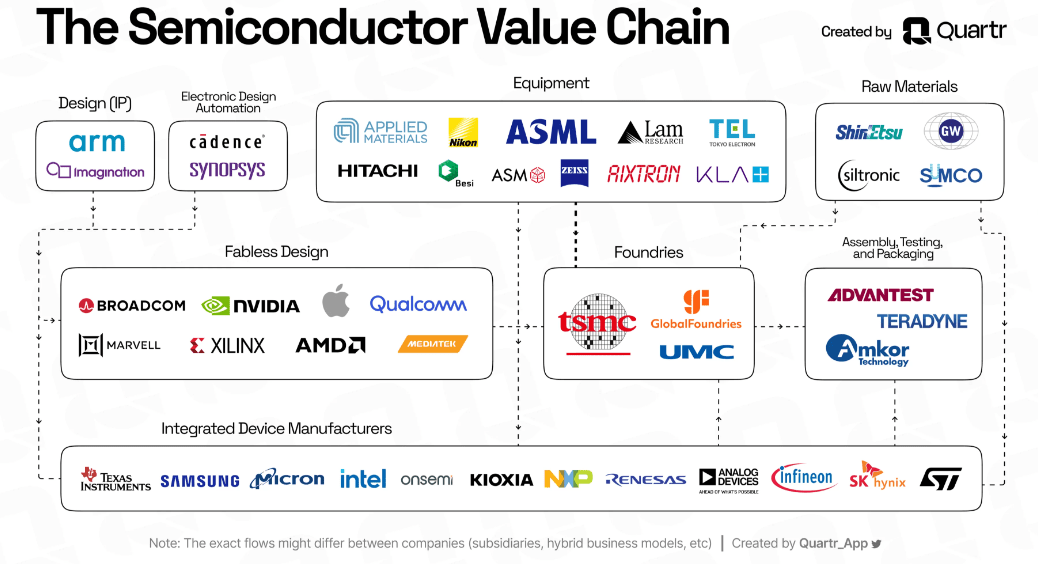 The Semiconductor Value Chain
Created by Quartr
Design (IP)
arm
Imagination
Electronic Design
Automation
cādence®
SYNOPSYS
Equipment
APPLIED
MATERIALS
Nikon
ASML
Lam
RESEARCH
TEL
TOKYO ELECTRON
HITACHI
Besi
ASM
ZEISS
AIXTRON
KLA
Raw Materials
ShinEtsu
GW
siltronic
SUMCO
Fabless Design
BROADCOM
NVIDIA
Qualcomm
MARVELL
XILINX
AMD
MEDIATEK
Foundries
tsmc
GF
GlobalFoundries
UMC
Assembly, Testing,
and Packaging
ADVANTEST
TERADYNE
Amkor
Technology
Integrated Device Manufacturers
TEXAS
INSTRUMENTS
SAMSUNG
Micron
intel
onsemi
KIOXIA
NXP
RENESAS
ANALOG
DEVICES
AHEAD OF WHAT'S POSSIBLE
infineon
SK hynix
ST
Note: The exact flows might differ between companies (subsidiaries, hybrid business models, etc) | Created by Quartr_App